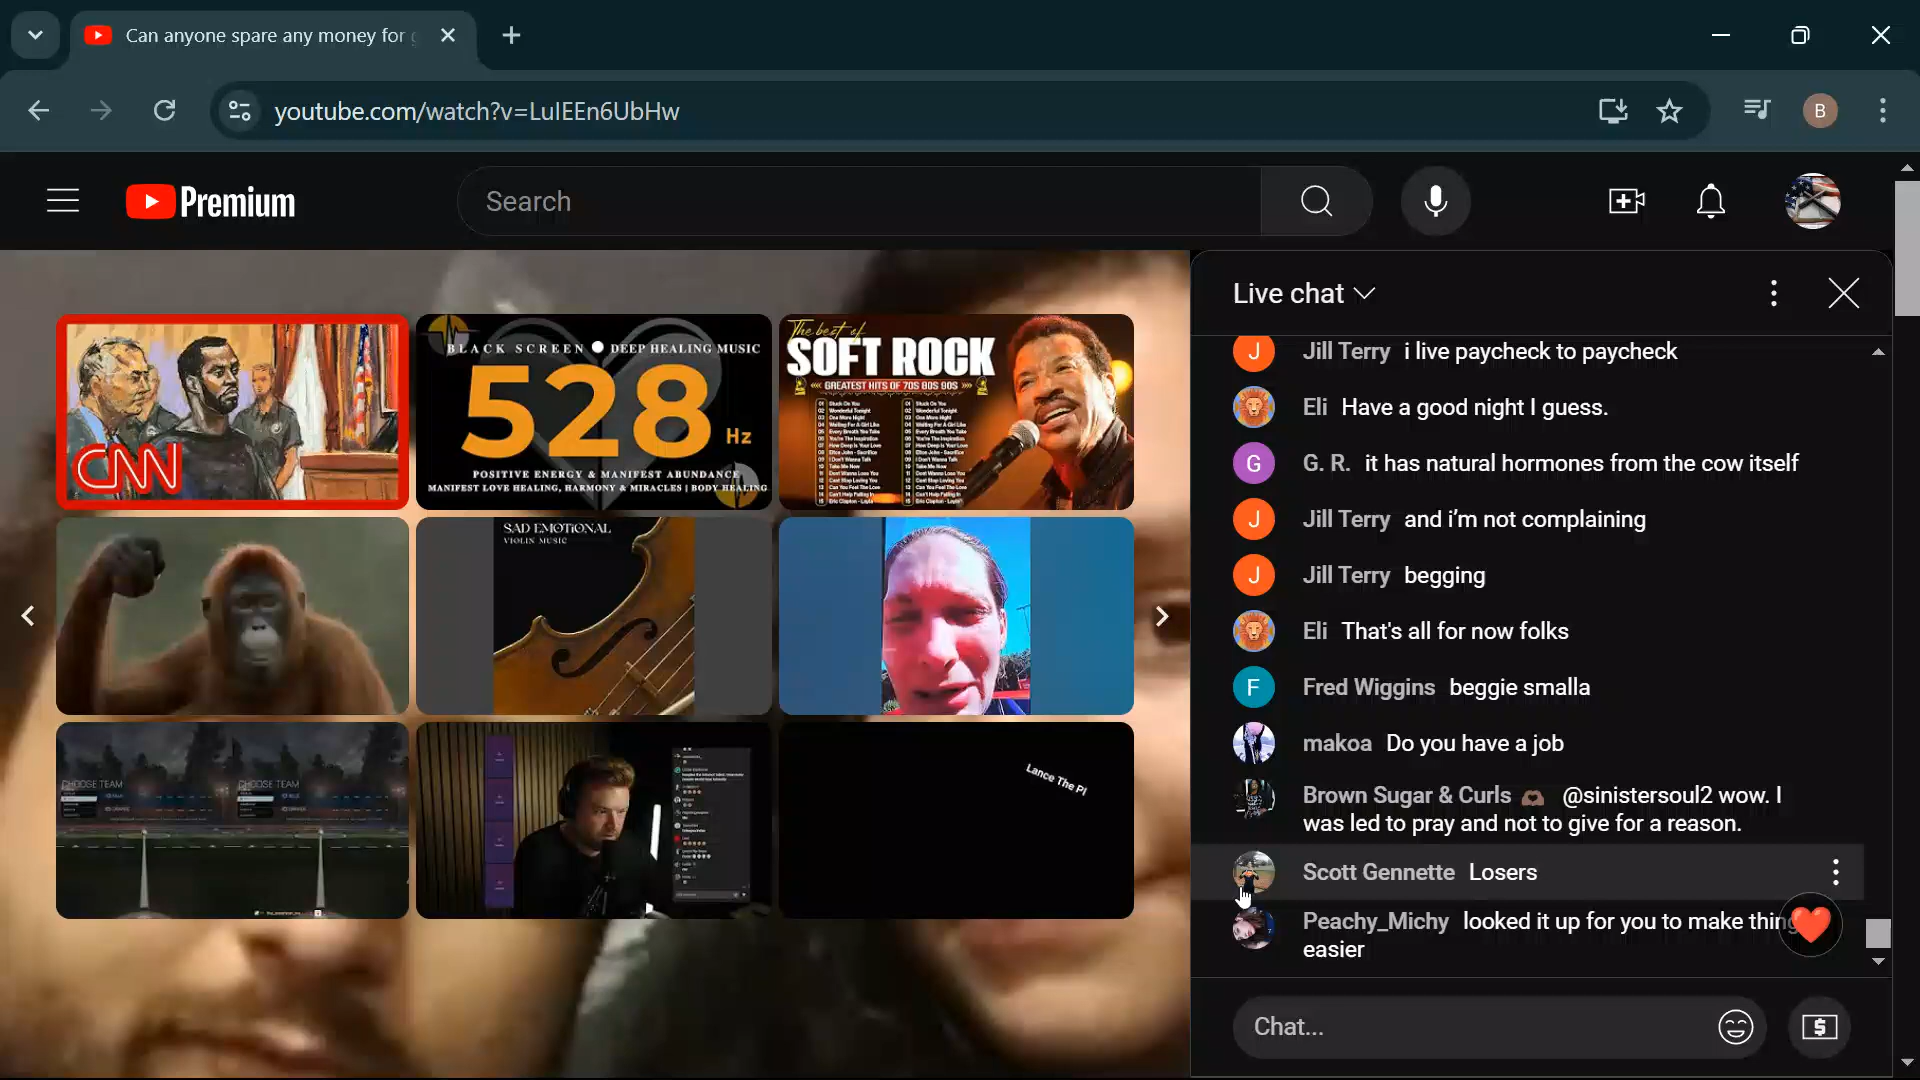 Can anyone spare any money for
youtube.com/watch?v=LuIEEn6UbHw
B
Premium
Search
CNN
BLACK SCREEN ● DEEP HEALING MUSIC
528 Hz
POSITIVE ENERGY & MANIFEST ABUNDANCE
MANIFEST LOVE HEALING, HARMONY & MIRACLES | BODY HEALING
The best of
SOFT ROCK
GREATEST HITS OF 70S 80S 90S
SAD EMOTIONAL
VIOLIN MUSIC
CHOOSE TEAM
CHOOSE TEAM
Lance The Pi
Live chat
J Jill Terry i live paycheck to paycheck
Eli Have a good night I guess.
G G. R. it has natural hormones from the cow itself
J Jill Terry and i’m not complaining
J Jill Terry begging
Eli That's all for now folks
F Fred Wiggins beggie smalla
makoa Do you have a job
Brown Sugar & Curls 🫶🏽 @sinistersoul2 wow. I
was led to pray and not to give for a reason.
Scott Gennette Losers
Peachy_Michy looked it up for you to make thing
easier
Chat...